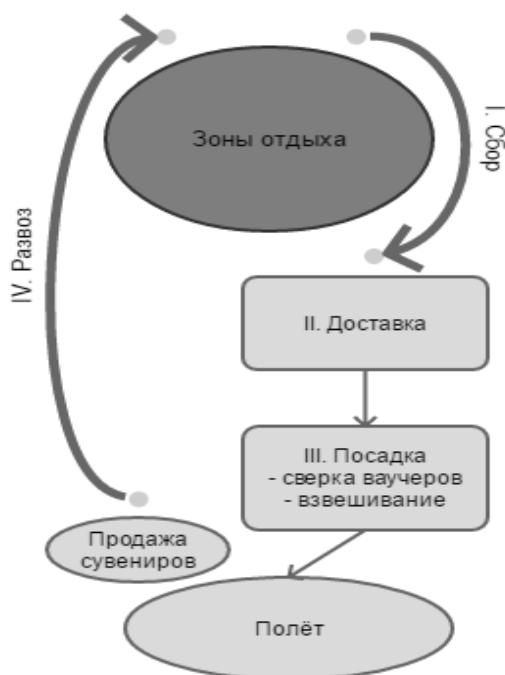 Зоны отдыха
I. Сбор
IV. Развоз
II. Доставка
III. Посадка
- сверка ваучеров
- взвешивание
Продажа
сувениров
Полёт